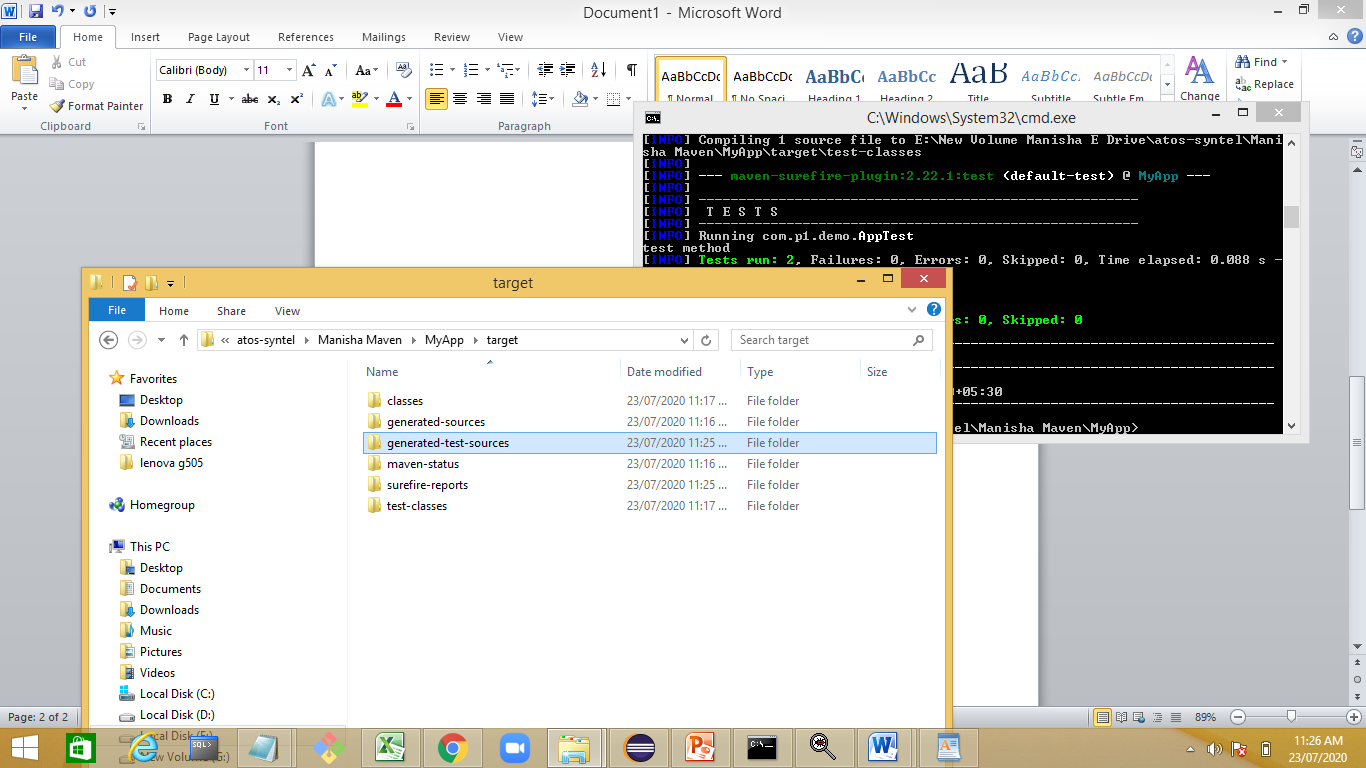 Document1 - Microsoft Word
File Home Insert Page Layout References Mailings Review View
Paste
Cut
Copy
Format Painter
Clipboard
Calibri (Body) 11
Font
Paragraph
AaBbCcDc AaBbCcDc AaBbCc AaBbCc AaB AaBbCc. AaBbCcDc
¶ Normal ¶ No Spaci... Heading 1 Heading 2 Title Subtitle Subtle Em...
Change
Find
Replace
C:\Windows\System32\cmd.exe
[INFO] Compiling 1 source file to E:\New Volume Manisha E Drive\atos-syntel\Mani
sha Maven\MyApp\target\test-classes
[INFO]
[INFO] --- maven-surefire-plugin:2.22.1:test (default-test) @ MyApp ---
[INFO]
[INFO] -------------------------------------------------------
[INFO]  T E S T S
[INFO] -------------------------------------------------------
[INFO] Running com.p1.demo.AppTest
test method
[INFO] Tests run: 2, Failures: 0, Errors: 0, Skipped: 0, Time elapsed: 0.088 s -
s: 0, Skipped: 0
+05:30
el\Manisha Maven\MyApp>
target
File Home Share View
atos-syntel Manisha Maven MyApp target
Search target
Name Date modified Type Size
classes 23/07/2020 11:17 ... File folder
generated-sources 23/07/2020 11:16 ... File folder
generated-test-sources 23/07/2020 11:25 ... File folder
maven-status 23/07/2020 11:16 ... File folder
surefire-reports 23/07/2020 11:25 ... File folder
test-classes 23/07/2020 11:17 ... File folder
Favorites
Desktop
Downloads
Recent places
lenova g505
Homegroup
This PC
Desktop
Documents
Downloads
Music
Pictures
Videos
Local Disk (C:)
Local Disk (D:)
Page: 2 of 2
89%
SQL>
11:26 AM
23/07/2020